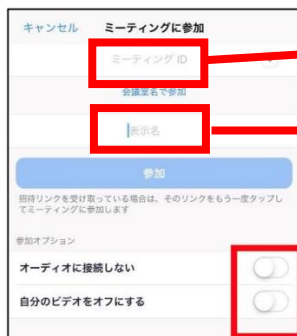 キャンセル ミーティングに参加
ミーティング ID
会議室名で参加
表示名
参加
招待リンクを受け取っている場合は、そのリンクをもう一度タップし
てミーティングに参加します
参加オプション
オーディオに接続しない
自分のビデオをオフにする